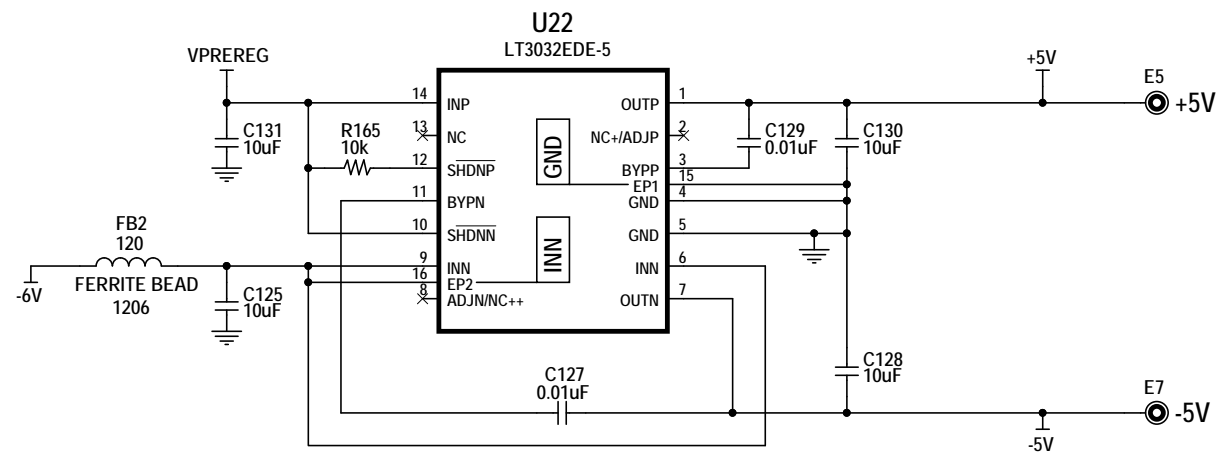 U22
LT3032EDE-5
VPREREG
+5V
E5
+5V
14
INP
OUTP
1
C131
10uF
R165
10k
13
NC
NC+/ADJP
2
C129
0.01uF
C130
10uF
12
SHDNP
GND
BYPP
3
EP1
15
11
BYPN
GND
4
10
SHDNN
GND
5
FB2
120
FERRITE BEAD
1206
-6V
9
INN
INN
INN
6
16
EP2
8
ADJN/NC++
OUTN
7
C125
10uF
C127
0.01uF
C128
10uF
E7
-5V
-5V